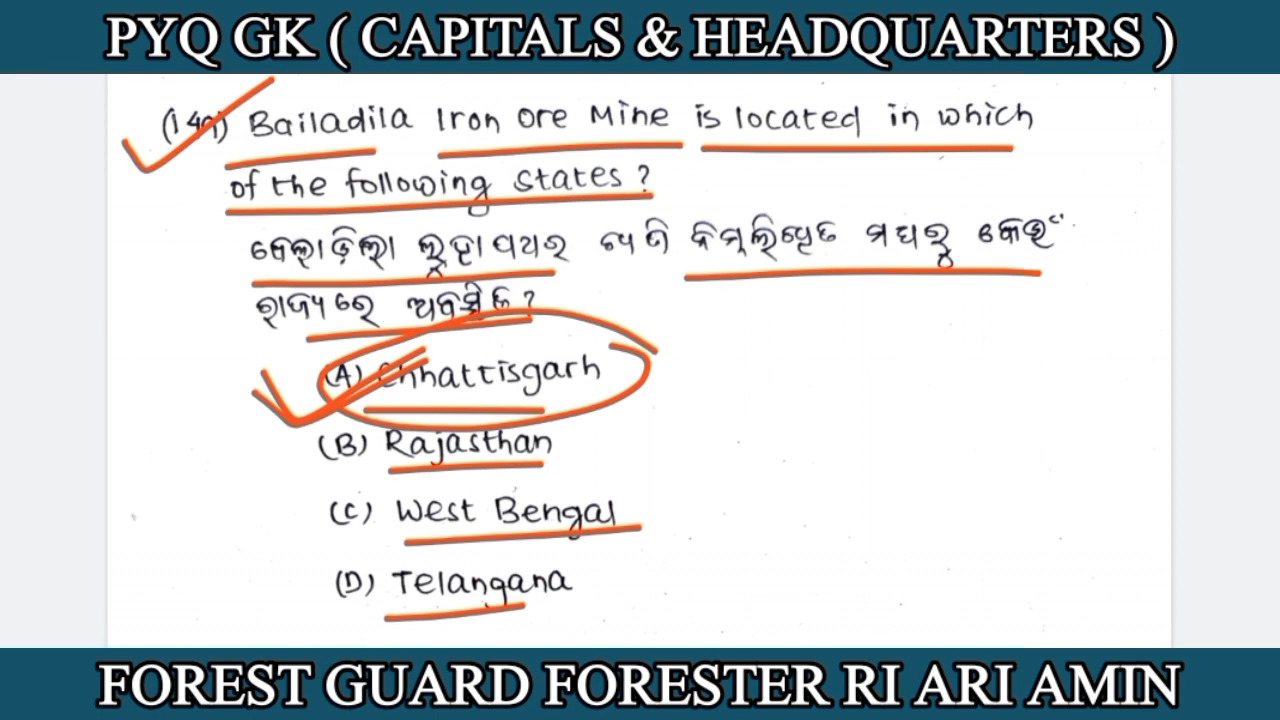 PYQ GK ( CAPITALS & HEADQUARTERS )
(149) Bailadila Iron ore Mine is located in which
of the following states ?
ବେଲାଡ଼ିଲା ଲୁହାପଥର ଖଣି ନିମ୍ନଲିଖିତ ମଧ୍ୟରୁ କେଉଁ
ରାଜ୍ୟରେ ଅବସ୍ଥିତ ?
(A) Chhattisgarh
(B) Rajasthan
(C) West Bengal
(D) Telangana
FOREST GUARD FORESTER RI ARI AMIN